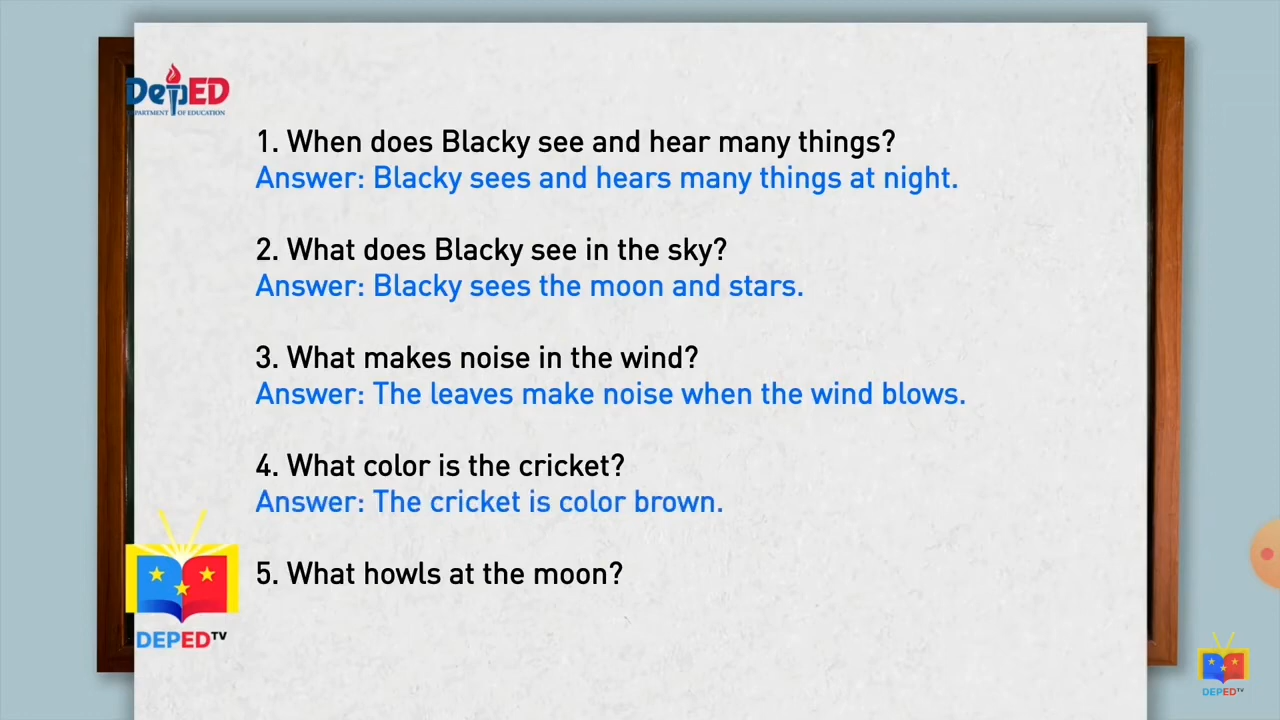 DepED
DEPARTMENT OF EDUCATION
1. When does Blacky see and hear many things?
Answer: Blacky sees and hears many things at night.
2. What does Blacky see in the sky?
Answer: Blacky sees the moon and stars.
3. What makes noise in the wind?
Answer: The leaves make noise when the wind blows.
4. What color is the cricket?
Answer: The cricket is color brown.
5. What howls at the moon?
DEPED TV
DEPED TV